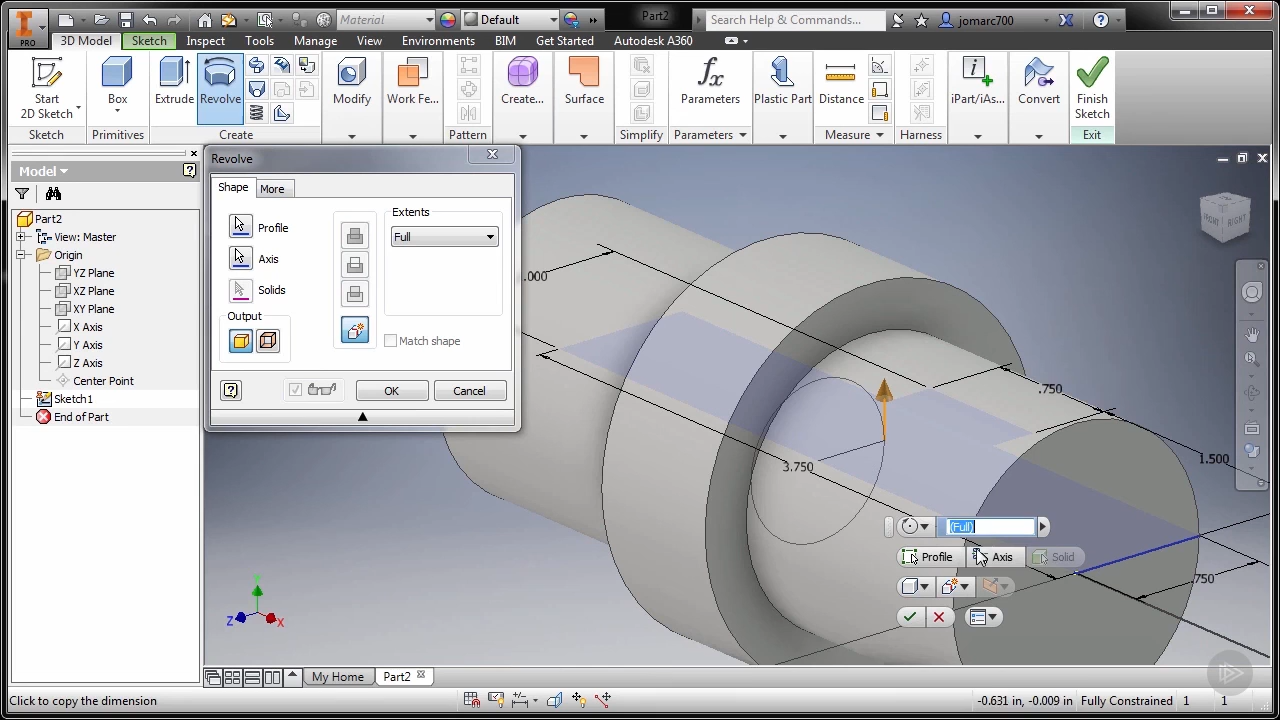 PRO
Material
Default
Part2
Search Help & Commands...
jomarc700
3D Model Sketch Inspect Tools Manage View Environments BIM Get Started Autodesk A360
Start
2D Sketch
Box
Extrude
Revolve
Modify
Work Fe...
Create...
Surface
fx
Parameters
Plastic Part
Distance
iPart/iAs...
Convert
Finish
Sketch
Sketch Primitives Create Pattern Simplify Parameters Measure Harness Exit
Model
Part2
View: Master
Origin
YZ Plane
XZ Plane
XY Plane
X Axis
Y Axis
Z Axis
Center Point
Sketch1
End of Part
Revolve
Shape More
Profile
Axis
Solids
Output
Extents
Full
Match shape
OK Cancel
.000
.750
3.750
1.500
.750
RIGHT
(Full)
Profile Axis Solid
Z
X
My Home Part2
Click to copy the dimension
-0.631 in, -0.009 in Fully Constrained 1 1